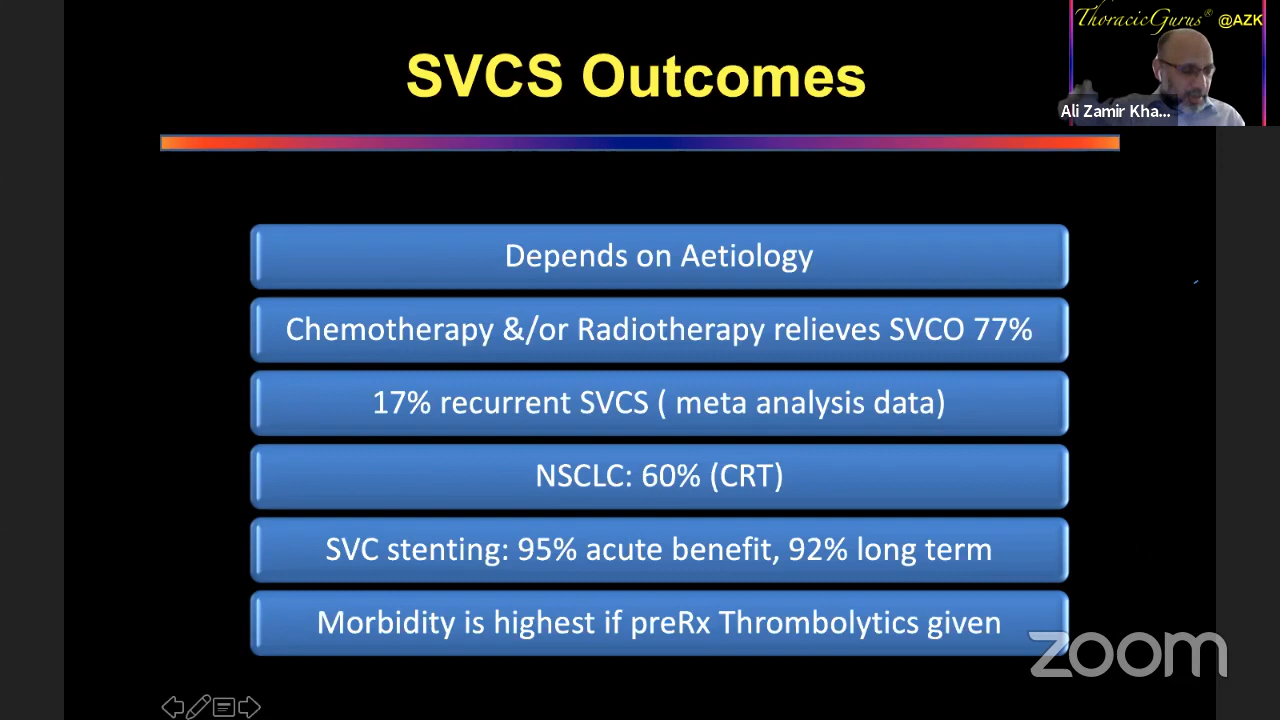 ThoracicGurus® @AZK
SVCS Outcomes
Ali Zamir Kha...
Depends on Aetiology
Chemotherapy &/or Radiotherapy relieves SVCO 77%
17% recurrent SVCS ( meta analysis data)
NSCLC: 60% (CRT)
SVC stenting: 95% acute benefit, 92% long term
Morbidity is highest if preRx Thrombolytics given
zoom